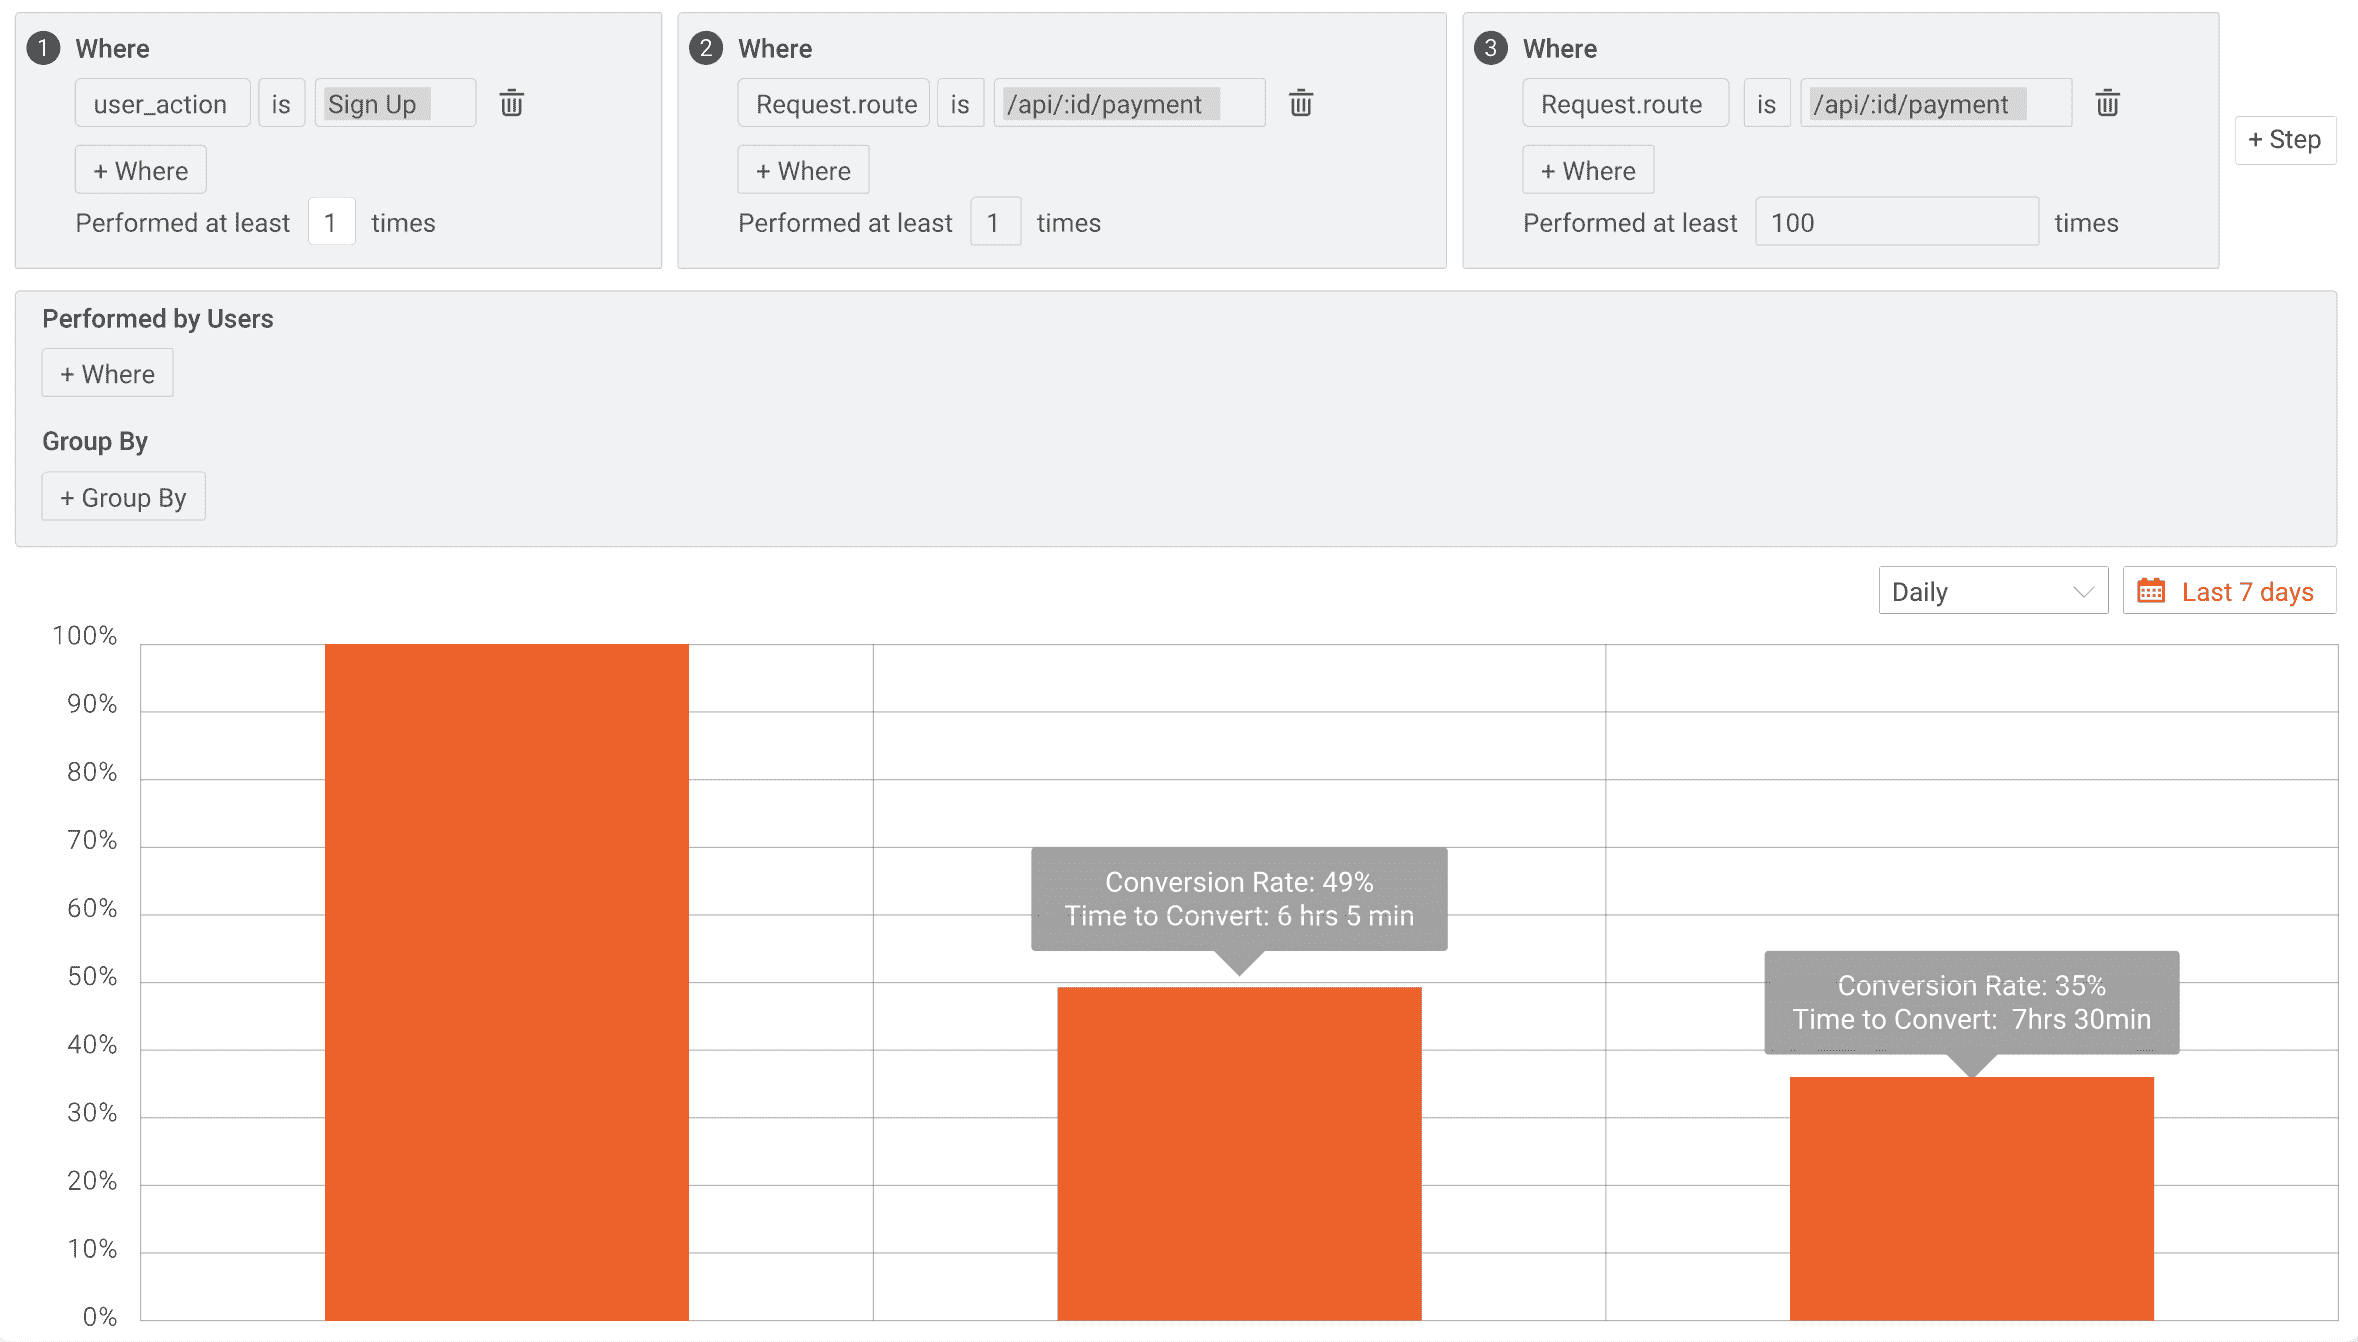 1 Where
user_action is Sign Up
+ Where
Performed at least 1 times
2 Where
Request.route is /api/:id/payment
+ Where
Performed at least 1 times
3 Where
Request.route is /api/:id/payment
+ Where
Performed at least 100 times
+ Step
Performed by Users
+ Where
Group By
+ Group By
Daily
Last 7 days
100%
90%
80%
70%
60%
50%
40%
30%
20%
10%
0%
Conversion Rate: 49%
Time to Convert: 6 hrs 5 min
Conversion Rate: 35%
Time to Convert: 7hrs 30min